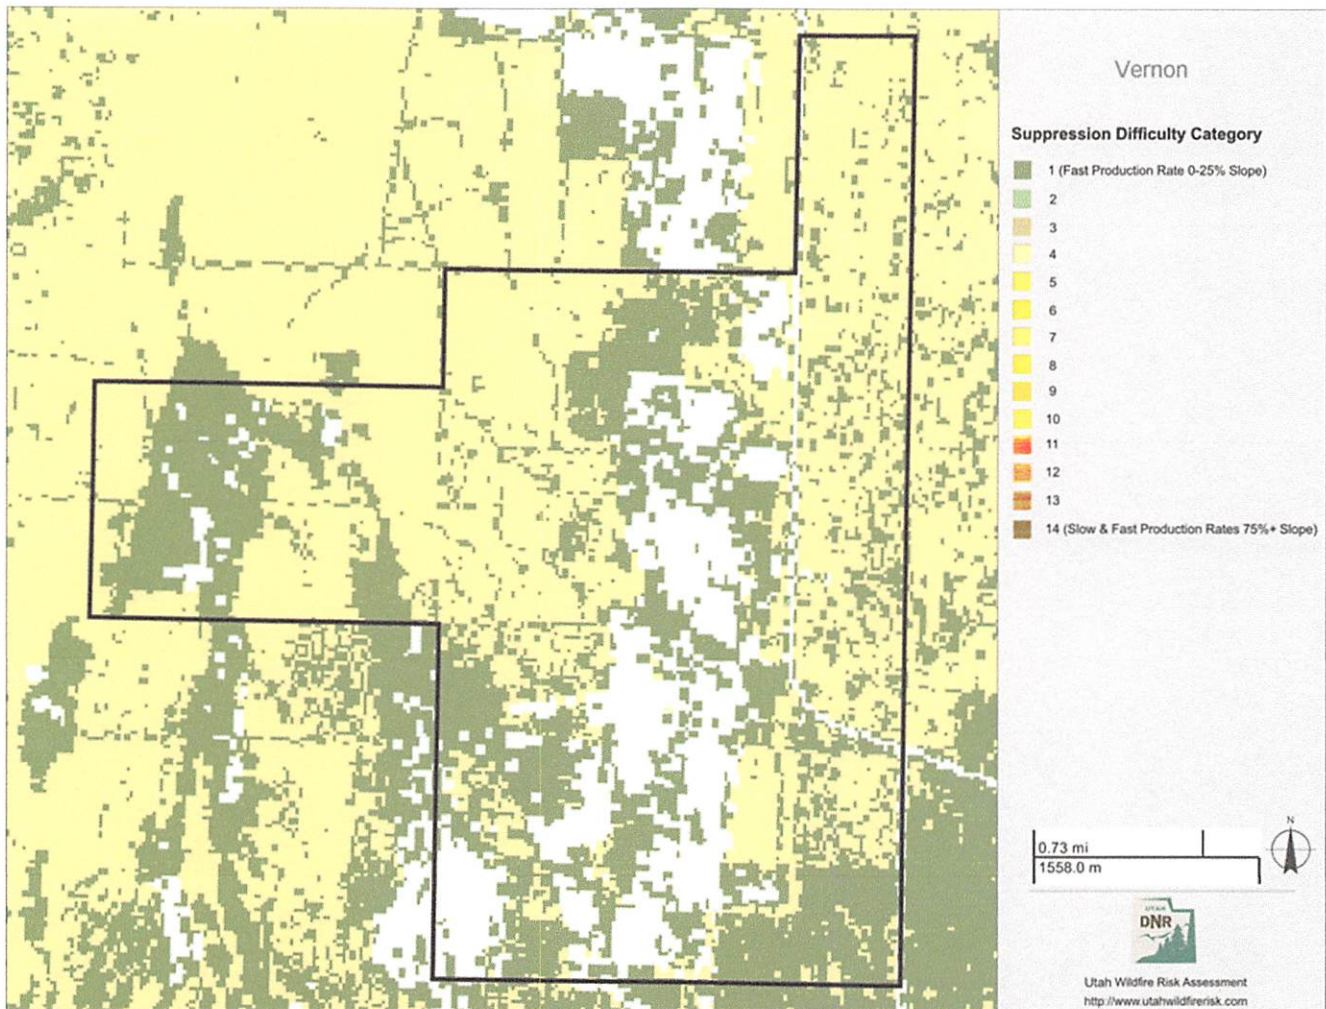 Vernon
Suppression Difficulty Category
1 (Fast Production Rate 0-25% Slope)
2
3
4
5
6
7
8
9
10
11
12
13
14 (Slow & Fast Production Rates 75%+ Slope)
N
0.73 mi
1558.0 m
UTAH
DNR
Utah Wildfire Risk Assessment
http://www.utahwildfirerisk.com